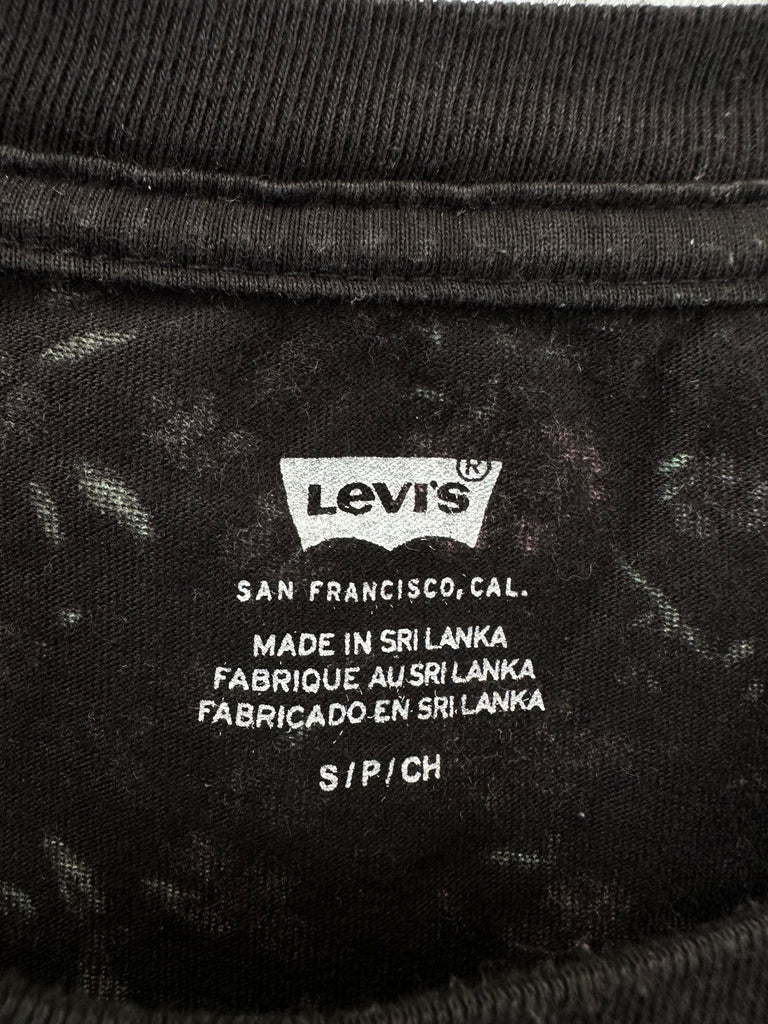 Levi's ®
SAN FRANCISCO, CAL.
MADE IN SRI LANKA
FABRIQUE AU SRI LANKA
FABRICADO EN SRI LANKA
S/P/CH